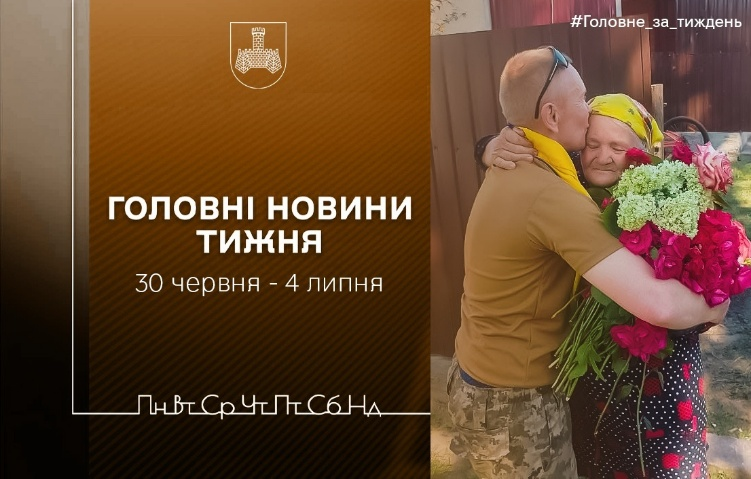 #Головне_за_тиждень
ГОЛОВНІ НОВИНИ
ТИЖНЯ
30 червня - 4 липня
Пн Вт Ср Чт Пт Сб Нд